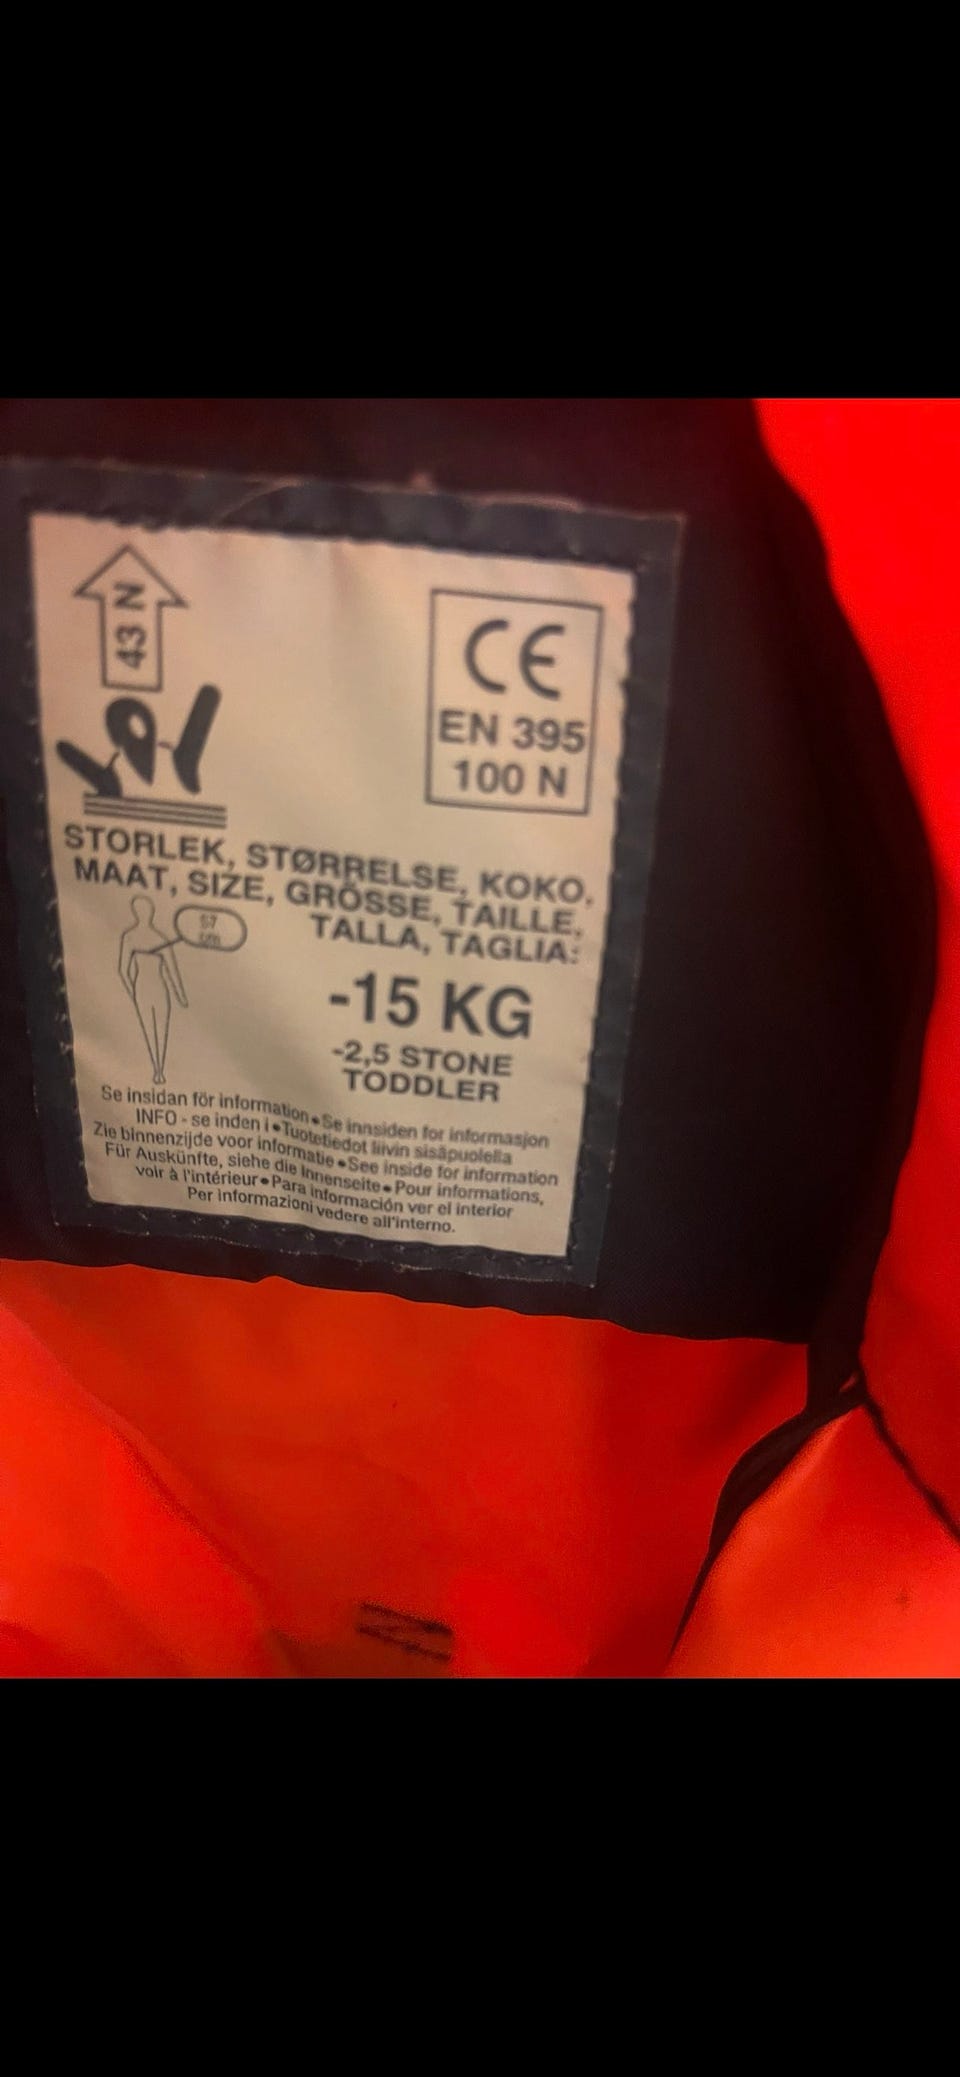 43 N
CE
EN 395
100 N
STORLEK, STØRRELSE, KOKO,
MAAT, SIZE, GRÖSSE, TAILLE,
TALLA, TAGLIA:
57
cm
-15 KG
-2,5 STONE
TODDLER
Se insidan för information•Se innsiden for informasjon
INFO - se inden i•Tuotetiedot liivin sisäpuolella
Zie binnenzijde voor informatie•See inside for information
Für Auskünfte, siehe die Innenseite•Pour informations,
voir à l'intérieur•Para información ver el interior
Per informazioni vedere all'interno.